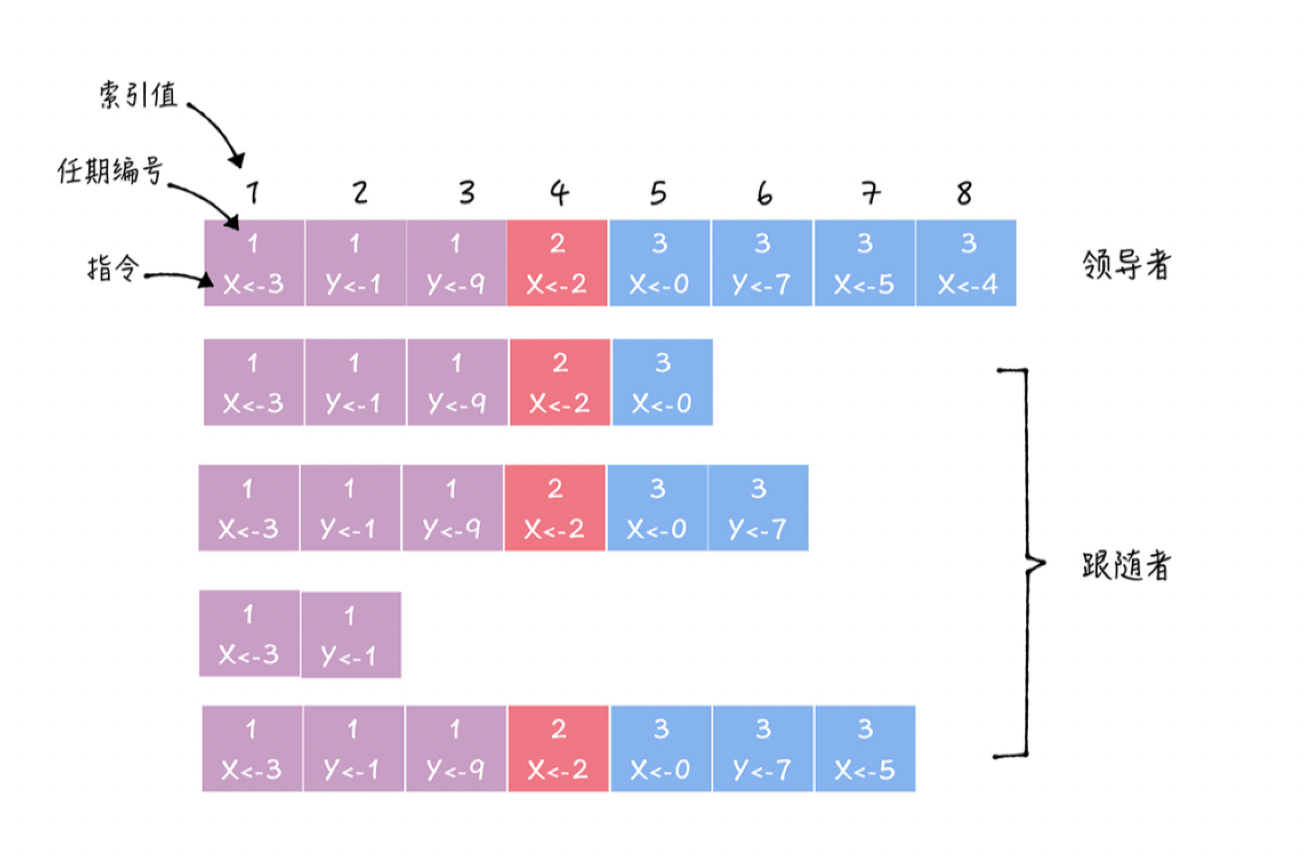 索引值
任期编号
1 2 3 4 5 6 7 8
指令
1 1 1 2 3 3 3 3
X<-3 Y<-1 Y<-9 X<-2 X<-0 Y<-7 X<-5 X<-4
领导者
1 1 1 2 3
X<-3 Y<-1 Y<-9 X<-2 X<-0
1 1 1 2 3 3
X<-3 Y<-1 Y<-9 X<-2 X<-0 Y<-7
跟随者
1 1
X<-3 Y<-1
1 1 1 2 3 3 3
X<-3 Y<-1 Y<-9 X<-2 X<-0 Y<-7 X<-5